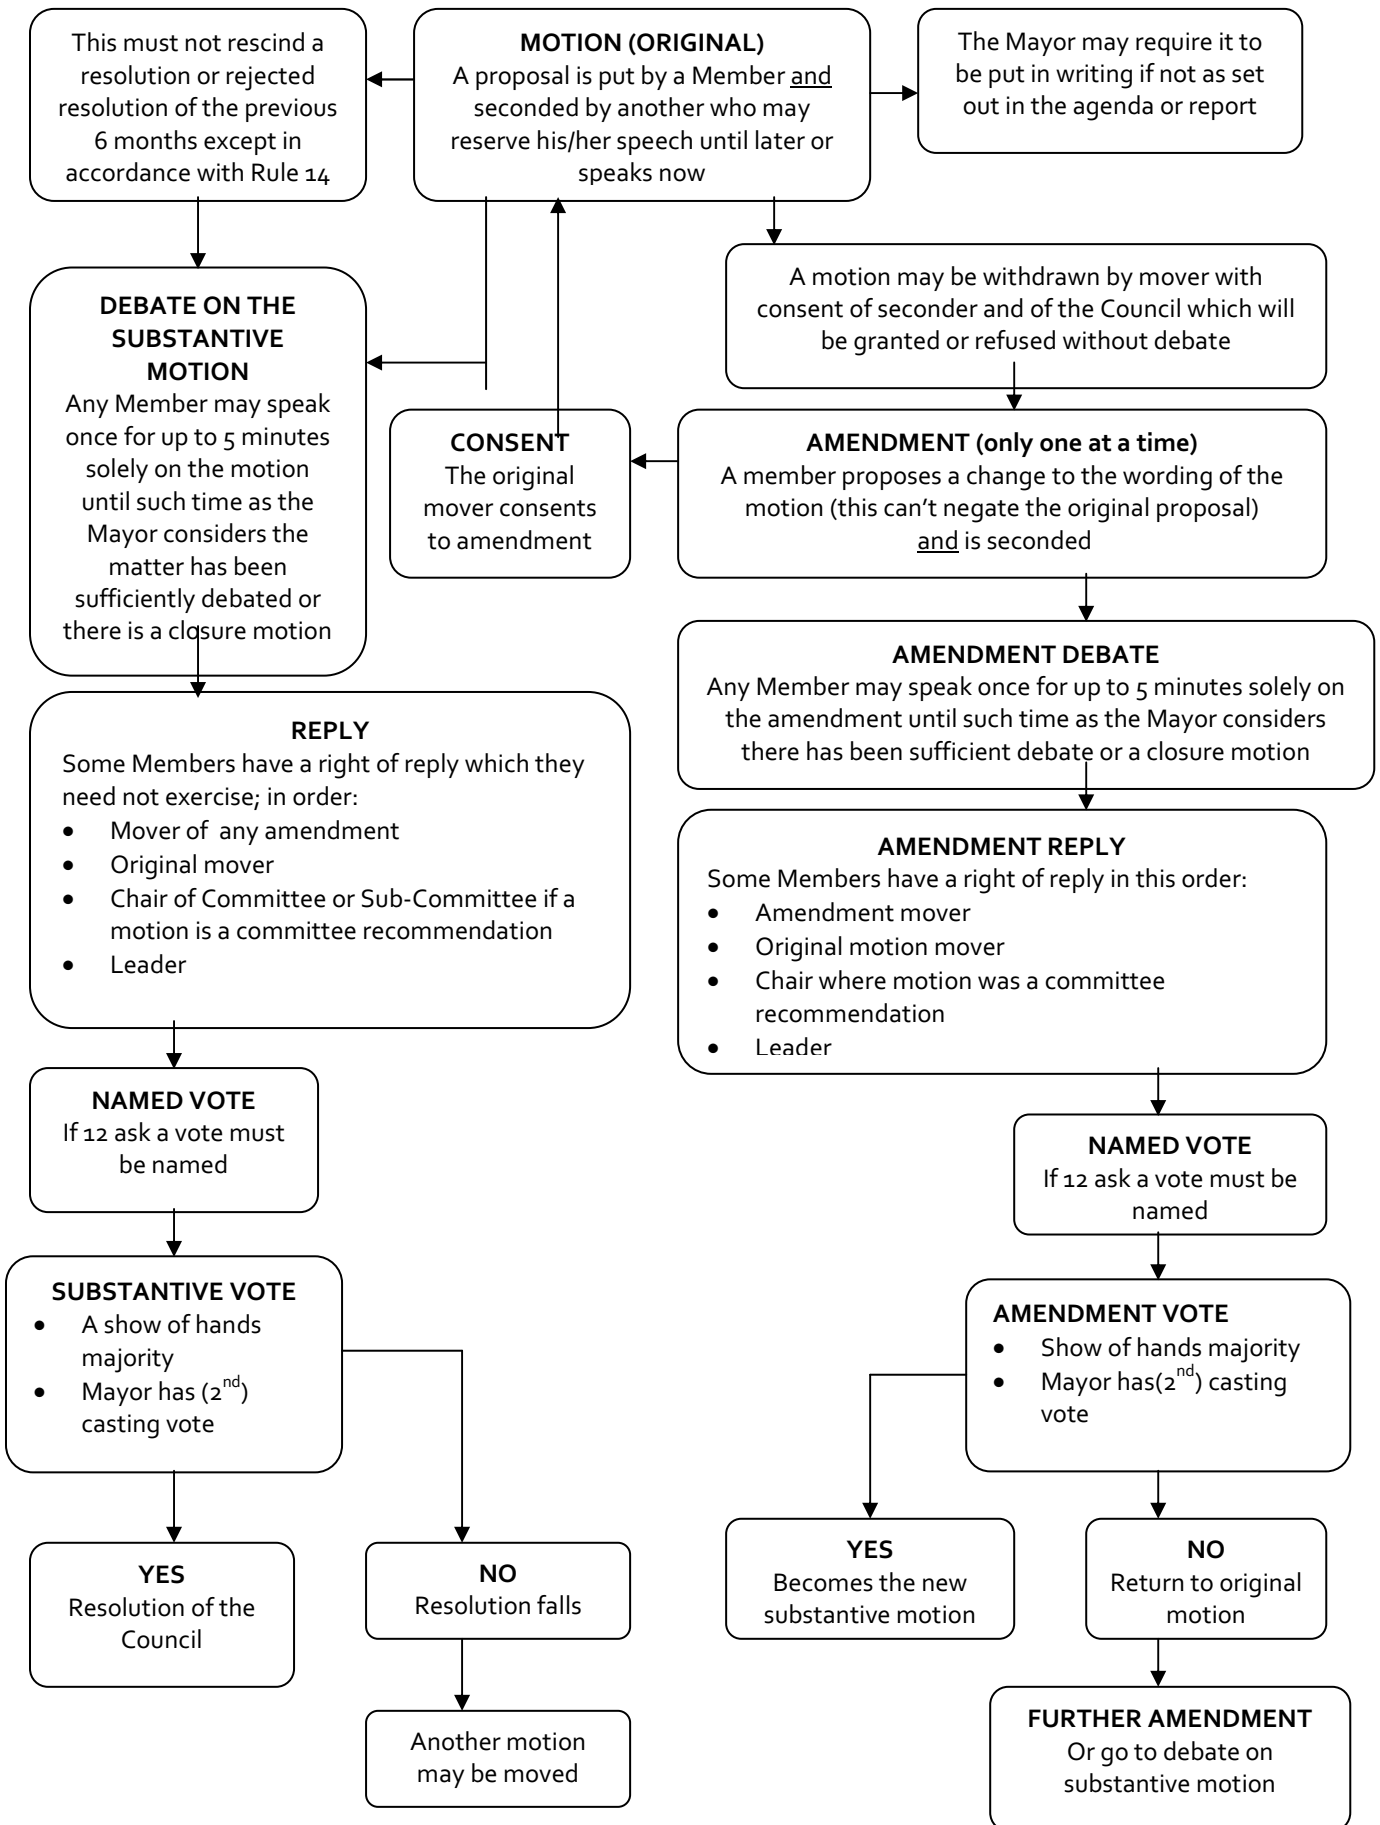 This must not rescind a
resolution or rejected
resolution of the previous
6 months except in
accordance with Rule 14
MOTION (ORIGINAL)
A proposal is put by a Member and
seconded by another who may
reserve his/her speech until later or
speaks now
The Mayor may require it to
be put in writing if not as set
out in the agenda or report
A motion may be withdrawn by mover with
consent of seconder and of the Council which will
be granted or refused without debate
DEBATE ON THE
SUBSTANTIVE
MOTION
Any Member may speak
once for up to 5 minutes
solely on the motion
until such time as the
Mayor considers the
matter has been
sufficiently debated or
there is a closure motion
CONSENT
The original
mover consents
to amendment
AMENDMENT (only one at a time)
A member proposes a change to the wording of the
motion (this can’t negate the original proposal)
and is seconded
AMENDMENT DEBATE
Any Member may speak once for up to 5 minutes solely on
the amendment until such time as the Mayor considers
there has been sufficient debate or a closure motion
REPLY
Some Members have a right of reply which they
need not exercise; in order:
• Mover of any amendment
• Original mover
• Chair of Committee or Sub-Committee if a
motion is a committee recommendation
• Leader
AMENDMENT REPLY
Some Members have a right of reply in this order:
• Amendment mover
• Original motion mover
• Chair where motion was a committee
recommendation
• Leader
NAMED VOTE
If 12 ask a vote must
be named
NAMED VOTE
If 12 ask a vote must be
named
SUBSTANTIVE VOTE
• A show of hands
majority
• Mayor has (2nd)
casting vote
AMENDMENT VOTE
• Show of hands majority
• Mayor has(2nd) casting
vote
YES
Resolution of the
Council
NO
Resolution falls
YES
Becomes the new
substantive motion
NO
Return to original
motion
Another motion
may be moved
FURTHER AMENDMENT
Or go to debate on
substantive motion